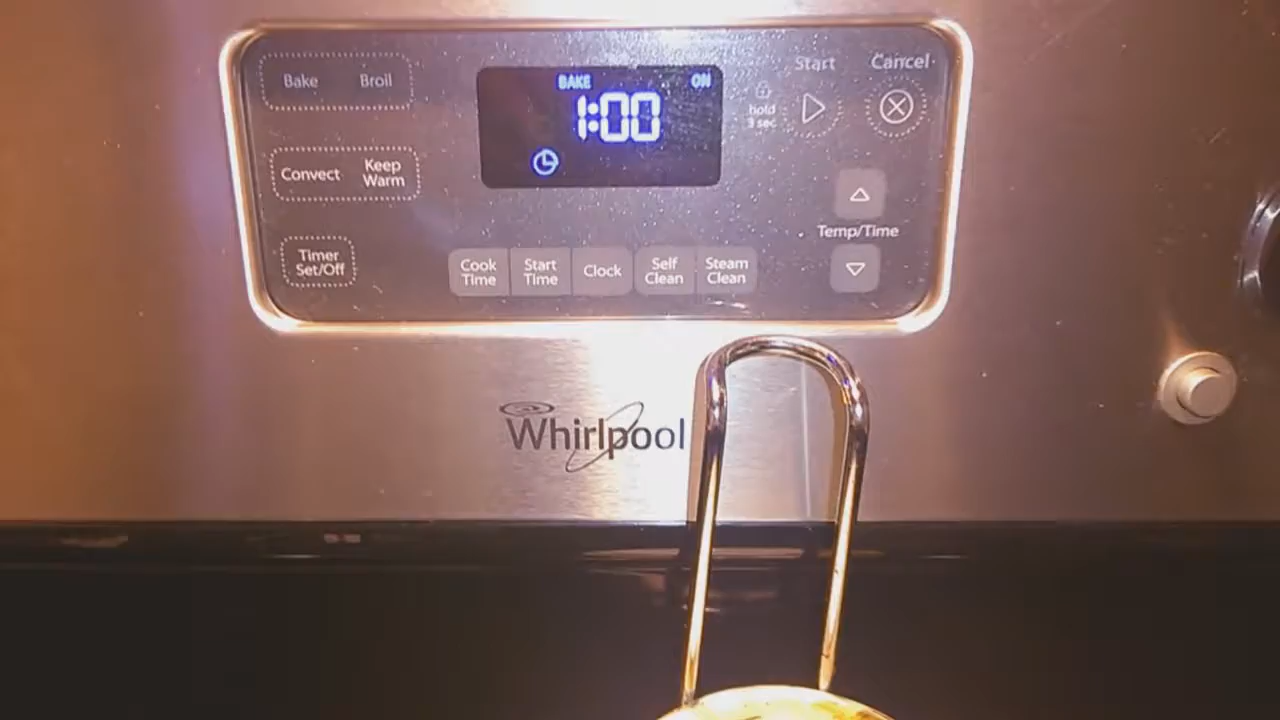 Bake Broil
BAKE ON
1:00
Start Cancel
hold
3 sec
Convect Keep
Warm
Temp/Time
Timer
Set/Off
Cook
Time
Start
Time
Clock
Self
Clean
Steam
Clean
Whirlpool